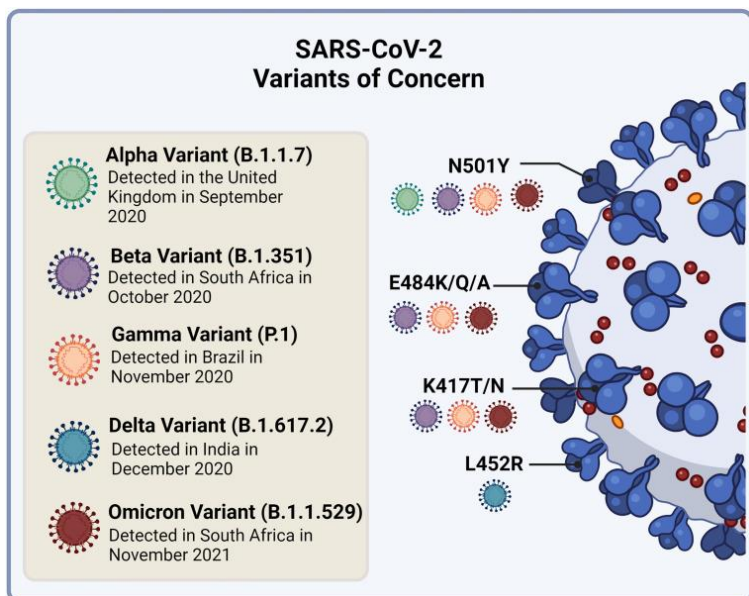 SARS-CoV-2
Variants of Concern
Alpha Variant (B.1.1.7)
Detected in the United
Kingdom in September
2020
Beta Variant (B.1.351)
Detected in South Africa in
October 2020
Gamma Variant (P.1)
Detected in Brazil in
November 2020
Delta Variant (B.1.617.2)
Detected in India in
December 2020
Omicron Variant (B.1.1.529)
Detected in South Africa in
November 2021
N501Y
E484K/Q/A
K417T/N
L452R